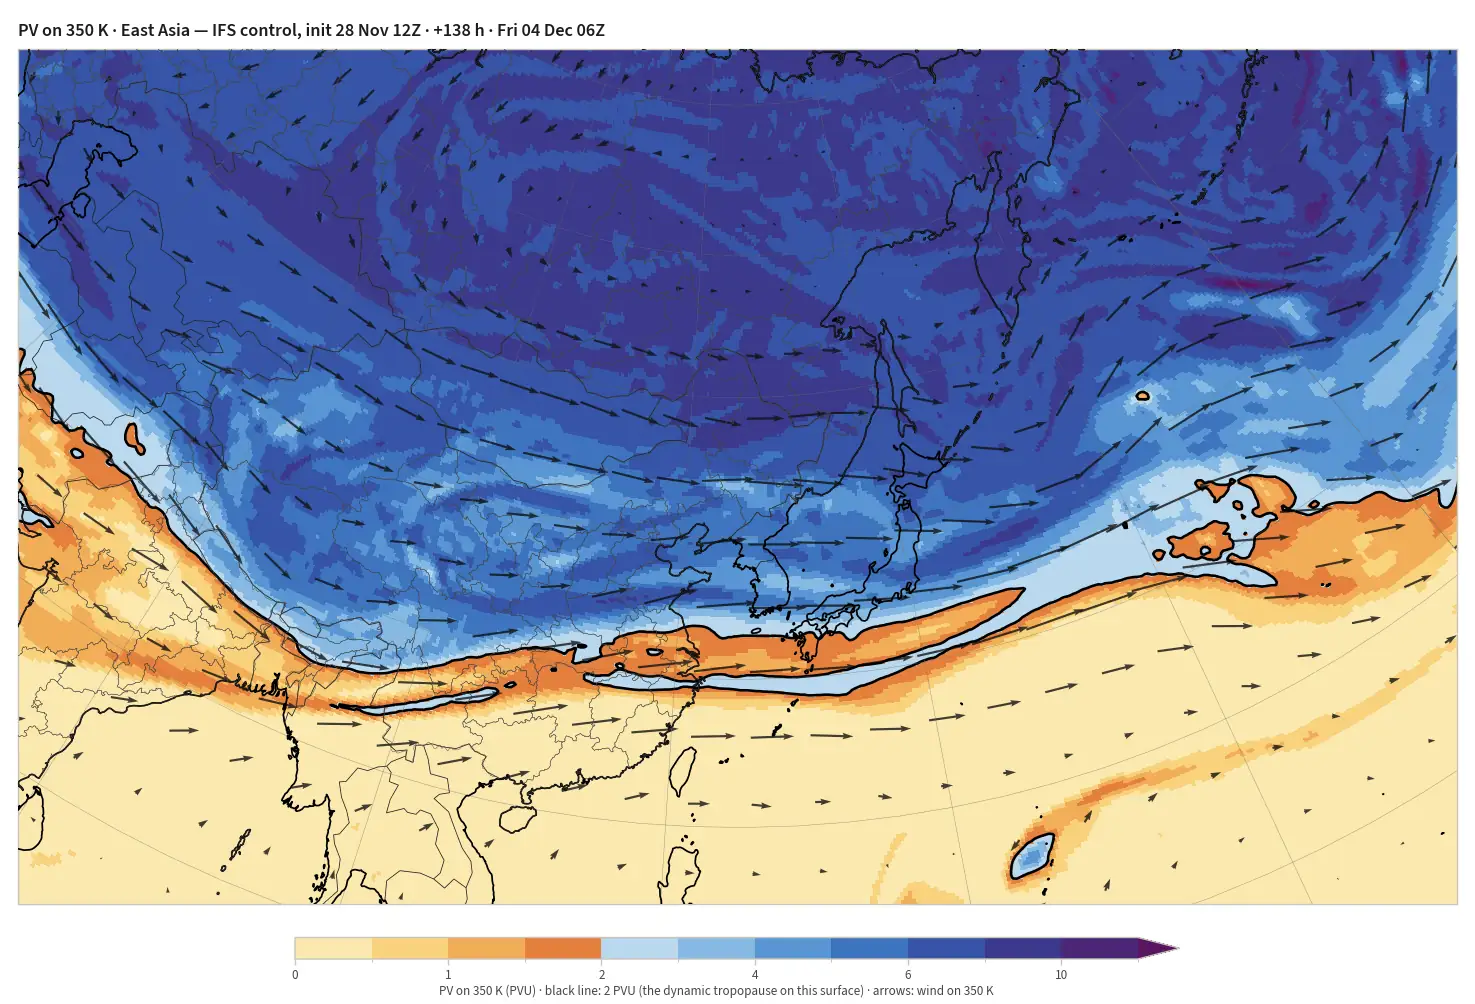 PV on 350 K · East Asia — IFS control, init 28 Nov 12Z · +138 h · Fri 04 Dec 06Z
0 1 2 4 6 10
PV on 350 K (PVU) · black line: 2 PVU (the dynamic tropopause on this surface) · arrows: wind on 350 K